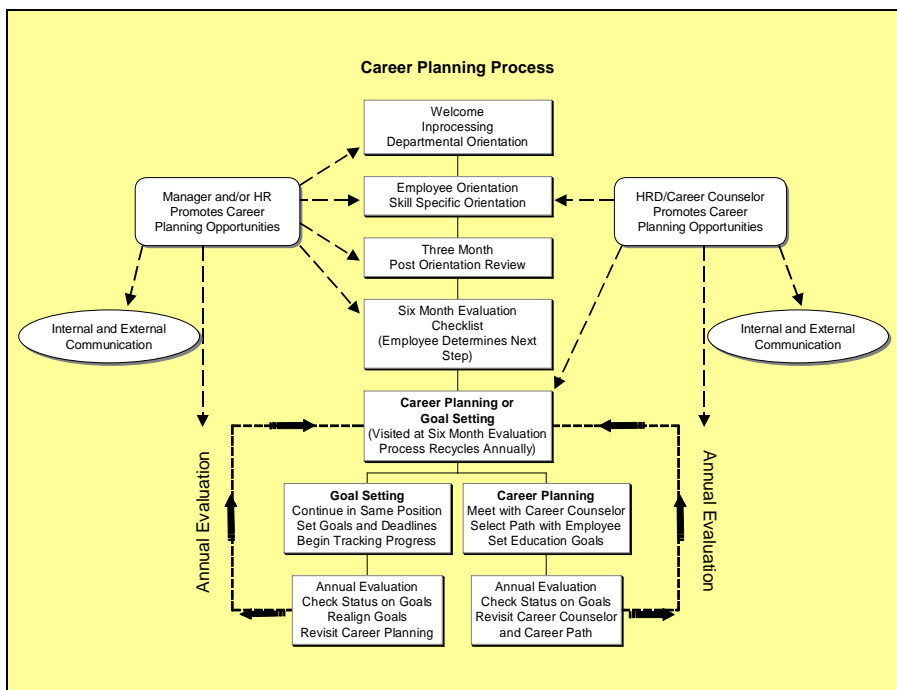 Career Planning Process
Welcome
Inprocessing
Departmental Orientation
Manager and/or HR
Promotes Career
Planning Opportunities
Employee Orientation
Skill Specific Orientation
HRD/Career Counselor
Promotes Career
Planning Opportunities
Three Month
Post Orientation Review
Internal and External
Communication
Six Month Evaluation
Checklist
(Employee Determines Next
Step)
Internal and External
Communication
Career Planning or
Goal Setting
(Visited at Six Month Evaluation
Process Recycles Annually)
Annual Evaluation
Annual Evaluation
Goal Setting
Continue in Same Position
Set Goals and Deadlines
Begin Tracking Progress
Career Planning
Meet with Career Counselor
Select Path with Employee
Set Education Goals
Annual Evaluation
Check Status on Goals
Realign Goals
Revisit Career Planning
Annual Evaluation
Check Status on Goals
Revisit Career Counselor
and Career Path